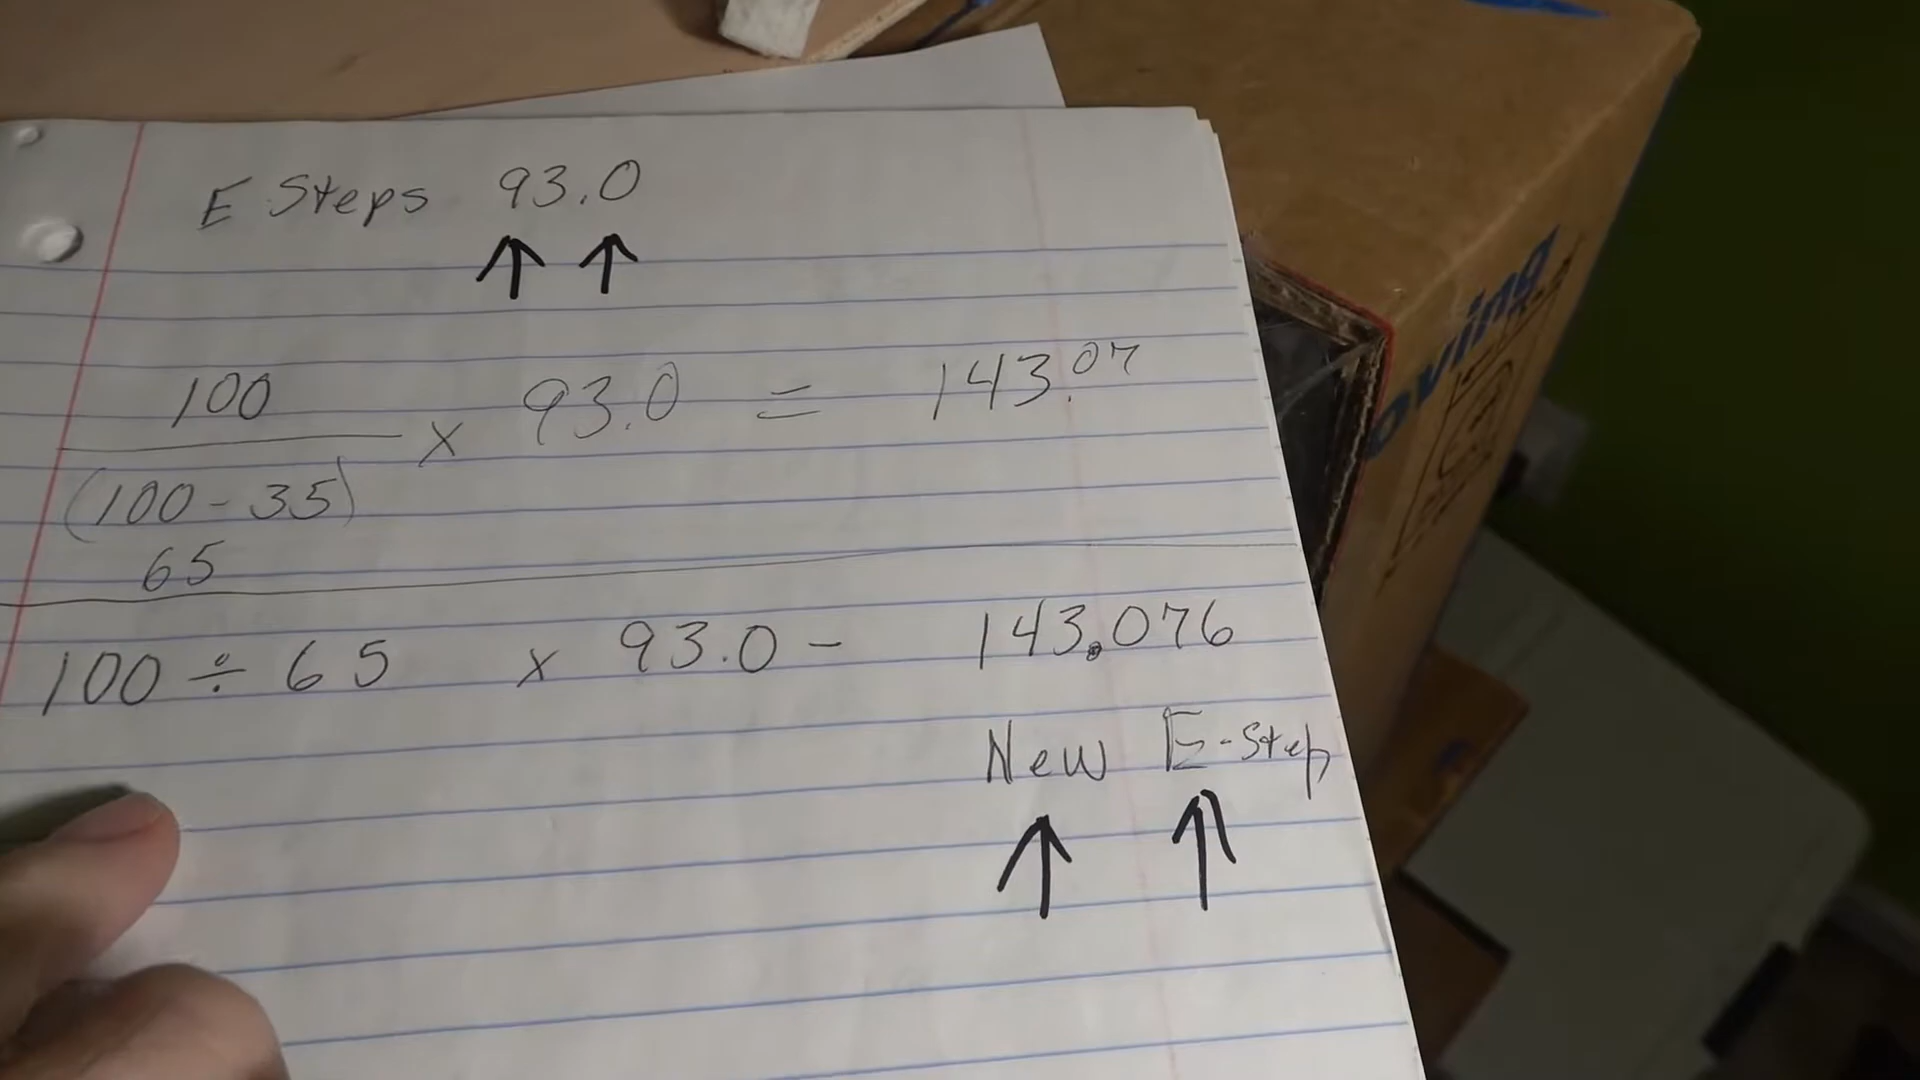 E Steps 93.0
100
(100 - 35) x 93.0 = 143.07
65
100 ÷ 65 x 93.0 - 143.076
New E-Step
oving